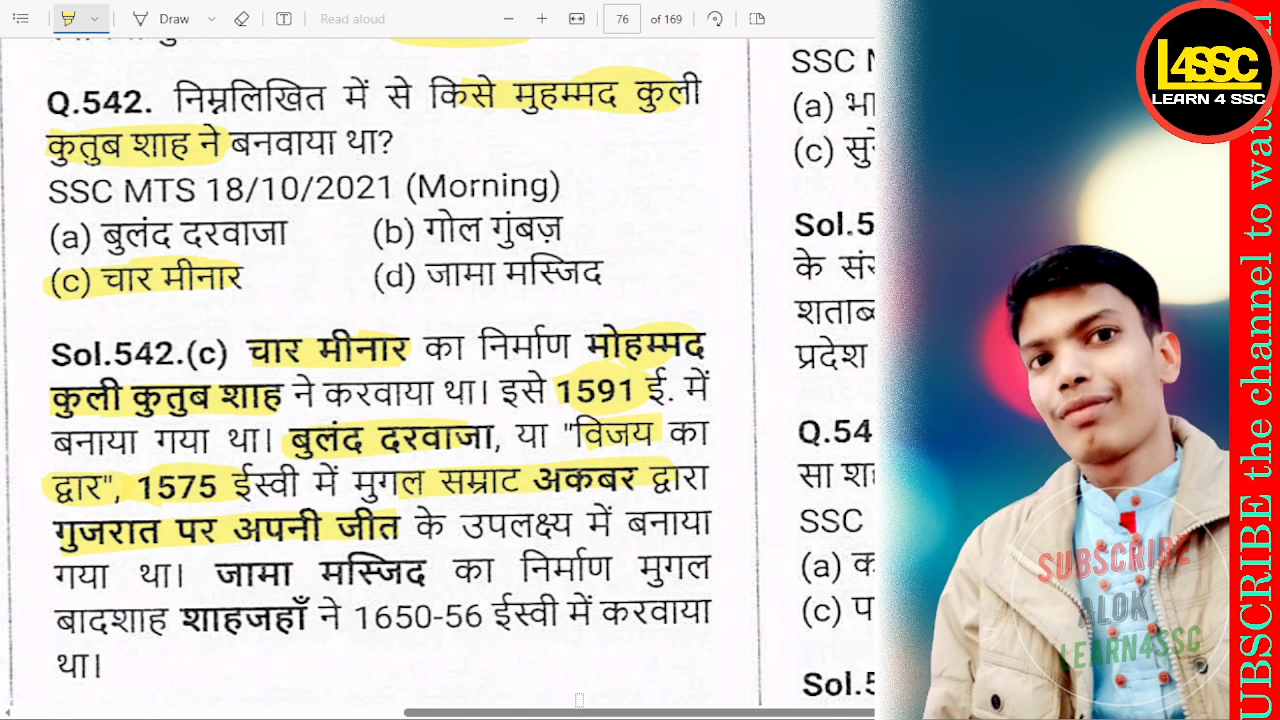 Draw
Read aloud
76
of 169
Q.542. निम्नलिखित में से किसे मुहम्मद कुली
कुतुब शाह ने बनवाया था?
SSC MTS 18/10/2021 (Morning)
(a) बुलंद दरवाजा
(b) गोल गुंबज़
(c) चार मीनार
(d) जामा मस्जिद
Sol.542.(c) चार मीनार का निर्माण मोहम्मद
कुली कुतुब शाह ने करवाया था। इसे 1591 ई. में
बनाया गया था। बुलंद दरवाजा, या "विजय का
द्वार", 1575 ईस्वी में मुगल सम्राट अकबर द्वारा
गुजरात पर अपनी जीत के उपलक्ष्य में बनाया
गया था। जामा मस्जिद का निर्माण मुगल
बादशाह शाहजहाँ ने 1650-56 ईस्वी में करवाया
था।
SSC
(a) भा
(c) सु
Sol.5
के
शताब्
प्रदेश
Q.54
सा
SSC
(a) क
(c) प
Sol.5
L4SSC
LEARN 4 SSC
UBSCRIBE the channel to wat
SUBSCRIBE
ALOK
LEARN4SSC